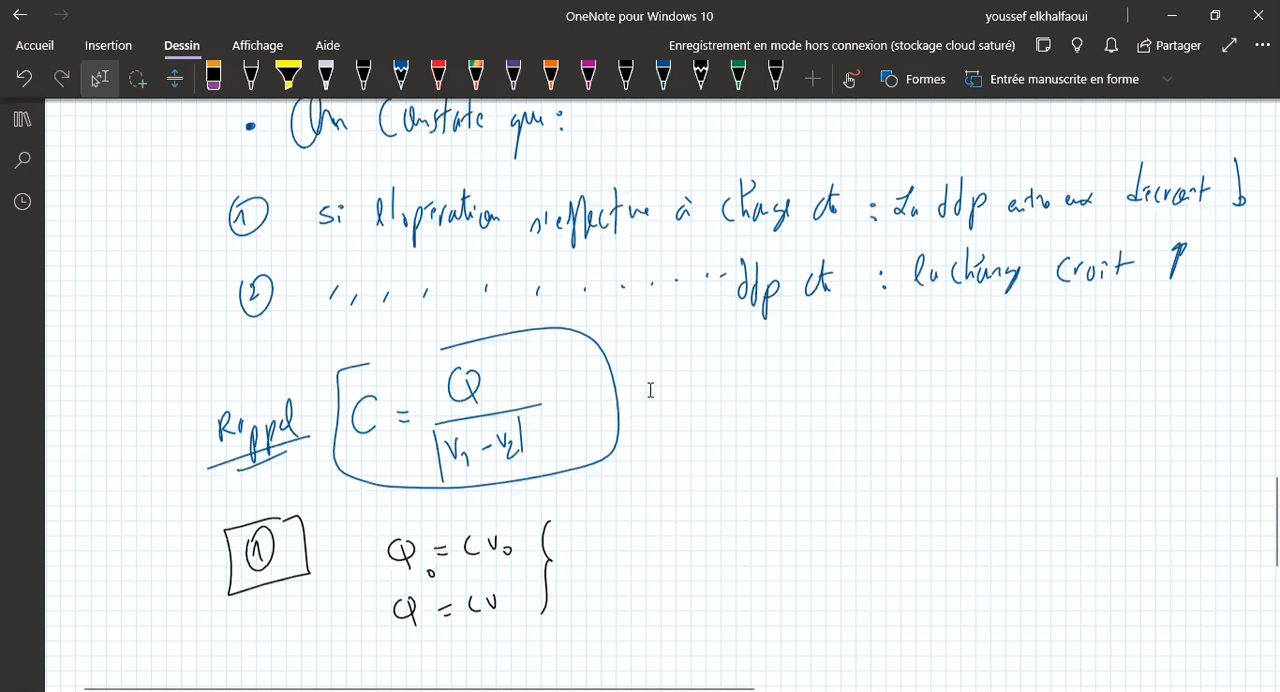 OneNote pour Windows 10
youssef elkhalfaoui
Accueil Insertion Dessin Affichage Aide
Enregistrement en mode hors connexion (stockage cloud saturé)
Partager
Formes
Entrée manuscrite en forme
• On Constate que :
① si l'opération s'effectue à charge cte : La ddp entre eux décroit
② ,, ,, ddp cte : la charge croit ↑
Rappel C = Q / |V1 - V2|
① Q0 = CV0
Q = CV